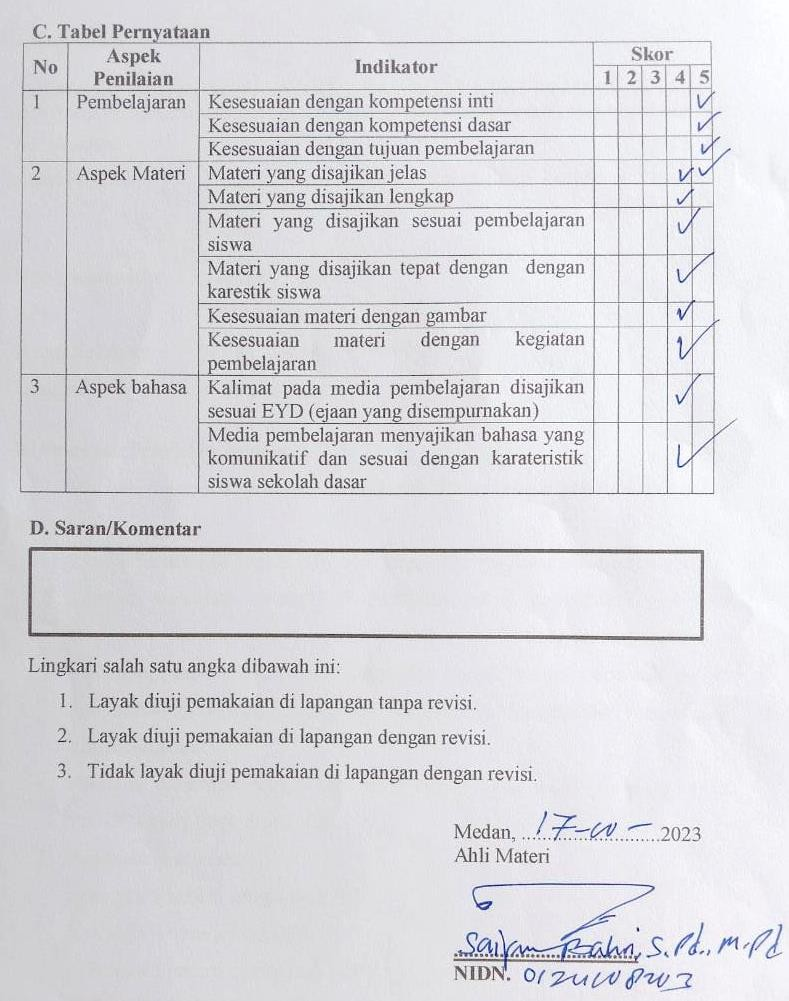 C. Tabel Pernyataan
No Aspek Penilaian Indikator Skor
1 2 3 4 5
1 Pembelajaran Kesesuaian dengan kompetensi inti ✓
Kesesuaian dengan kompetensi dasar ✓
Kesesuaian dengan tujuan pembelajaran ✓
2 Aspek Materi Materi yang disajikan jelas ✓ ✓
Materi yang disajikan lengkap ✓
Materi yang disajikan sesuai pembelajaran
siswa ✓
Materi yang disajikan tepat dengan dengan
karestik siswa ✓
Kesesuaian materi dengan gambar ✓
Kesesuaian materi dengan kegiatan
pembelajaran ✓
3 Aspek bahasa Kalimat pada media pembelajaran disajikan
sesuai EYD (ejaan yang disempurnakan) ✓
Media pembelajaran menyajikan bahasa yang
komunikatif dan sesuai dengan karateristik
siswa sekolah dasar ✓
D. Saran/Komentar
Lingkari salah satu angka dibawah ini:
1. Layak diuji pemakaian di lapangan tanpa revisi.
2. Layak diuji pemakaian di lapangan dengan revisi.
3. Tidak layak diuji pemakaian di lapangan dengan revisi.
Medan, 17- 2023
Ahli Materi
Bahri, S.Pd., M.Pd
NIDN.